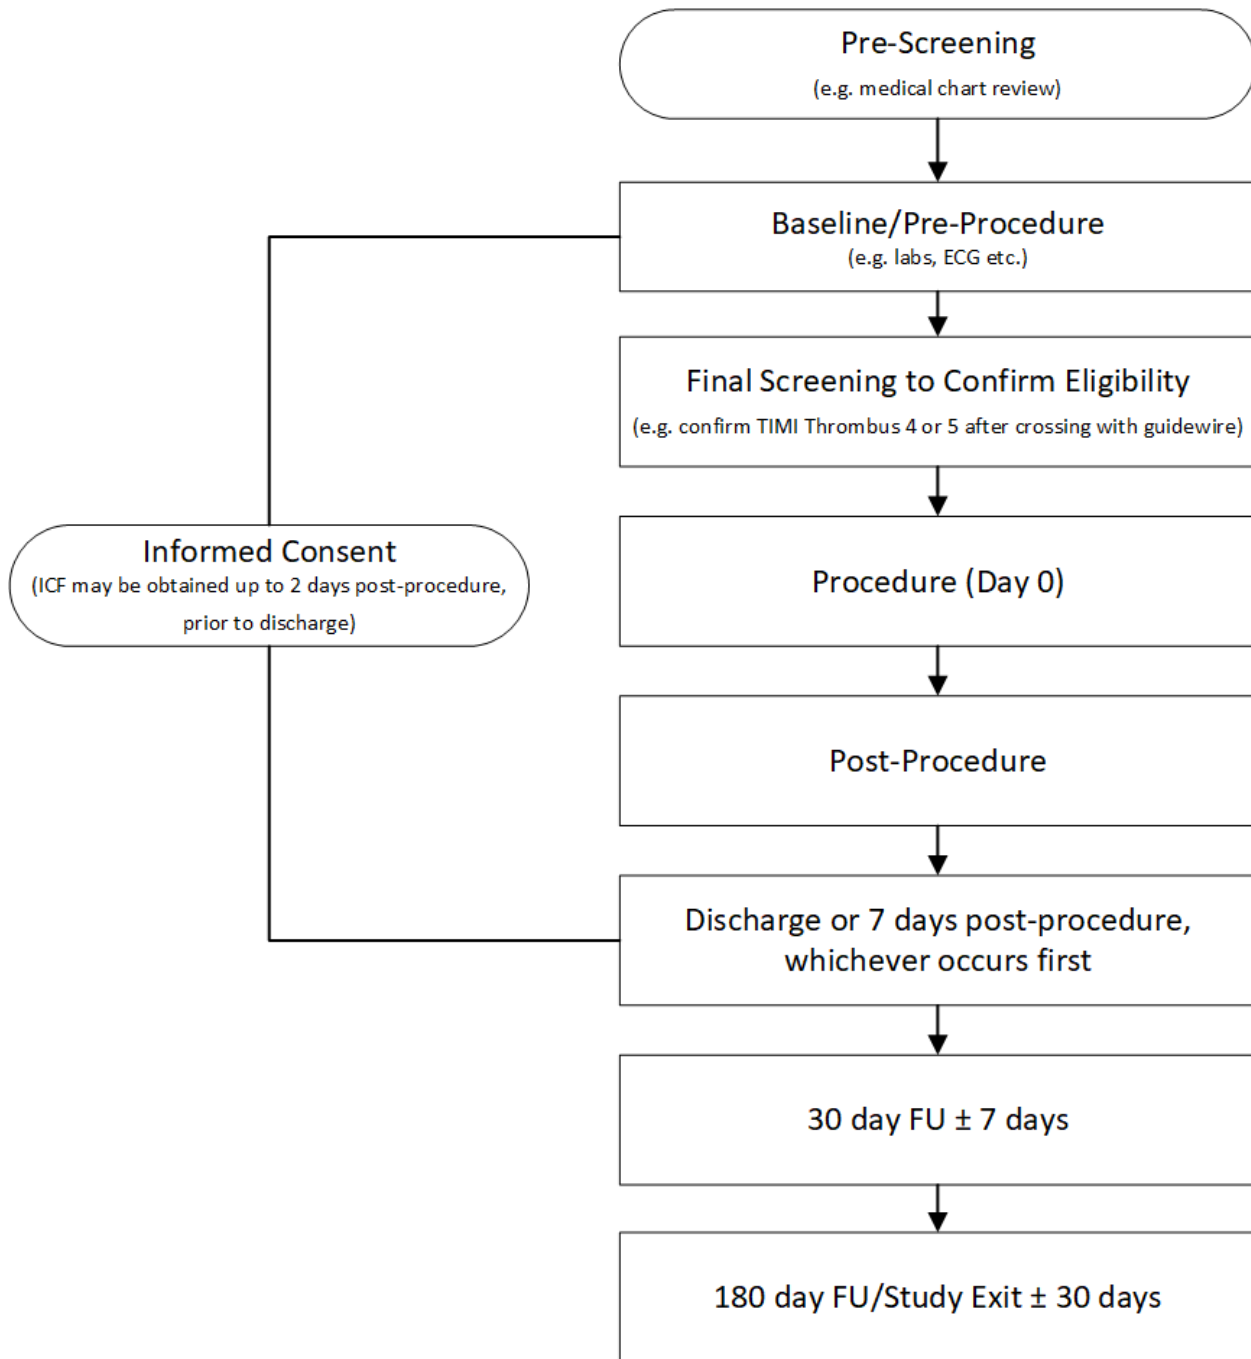 Pre-Screening
(e.g. medical chart review)
Baseline/Pre-Procedure
(e.g. labs, ECG etc.)
Final Screening to Confirm Eligibility
(e.g. confirm TIMI Thrombus 4 or 5 after crossing with guidewire)
Informed Consent
(ICF may be obtained up to 2 days post-procedure,
prior to discharge)
Procedure (Day 0)
Post-Procedure
Discharge or 7 days post-procedure,
whichever occurs first
30 day FU ± 7 days
180 day FU/Study Exit ± 30 days